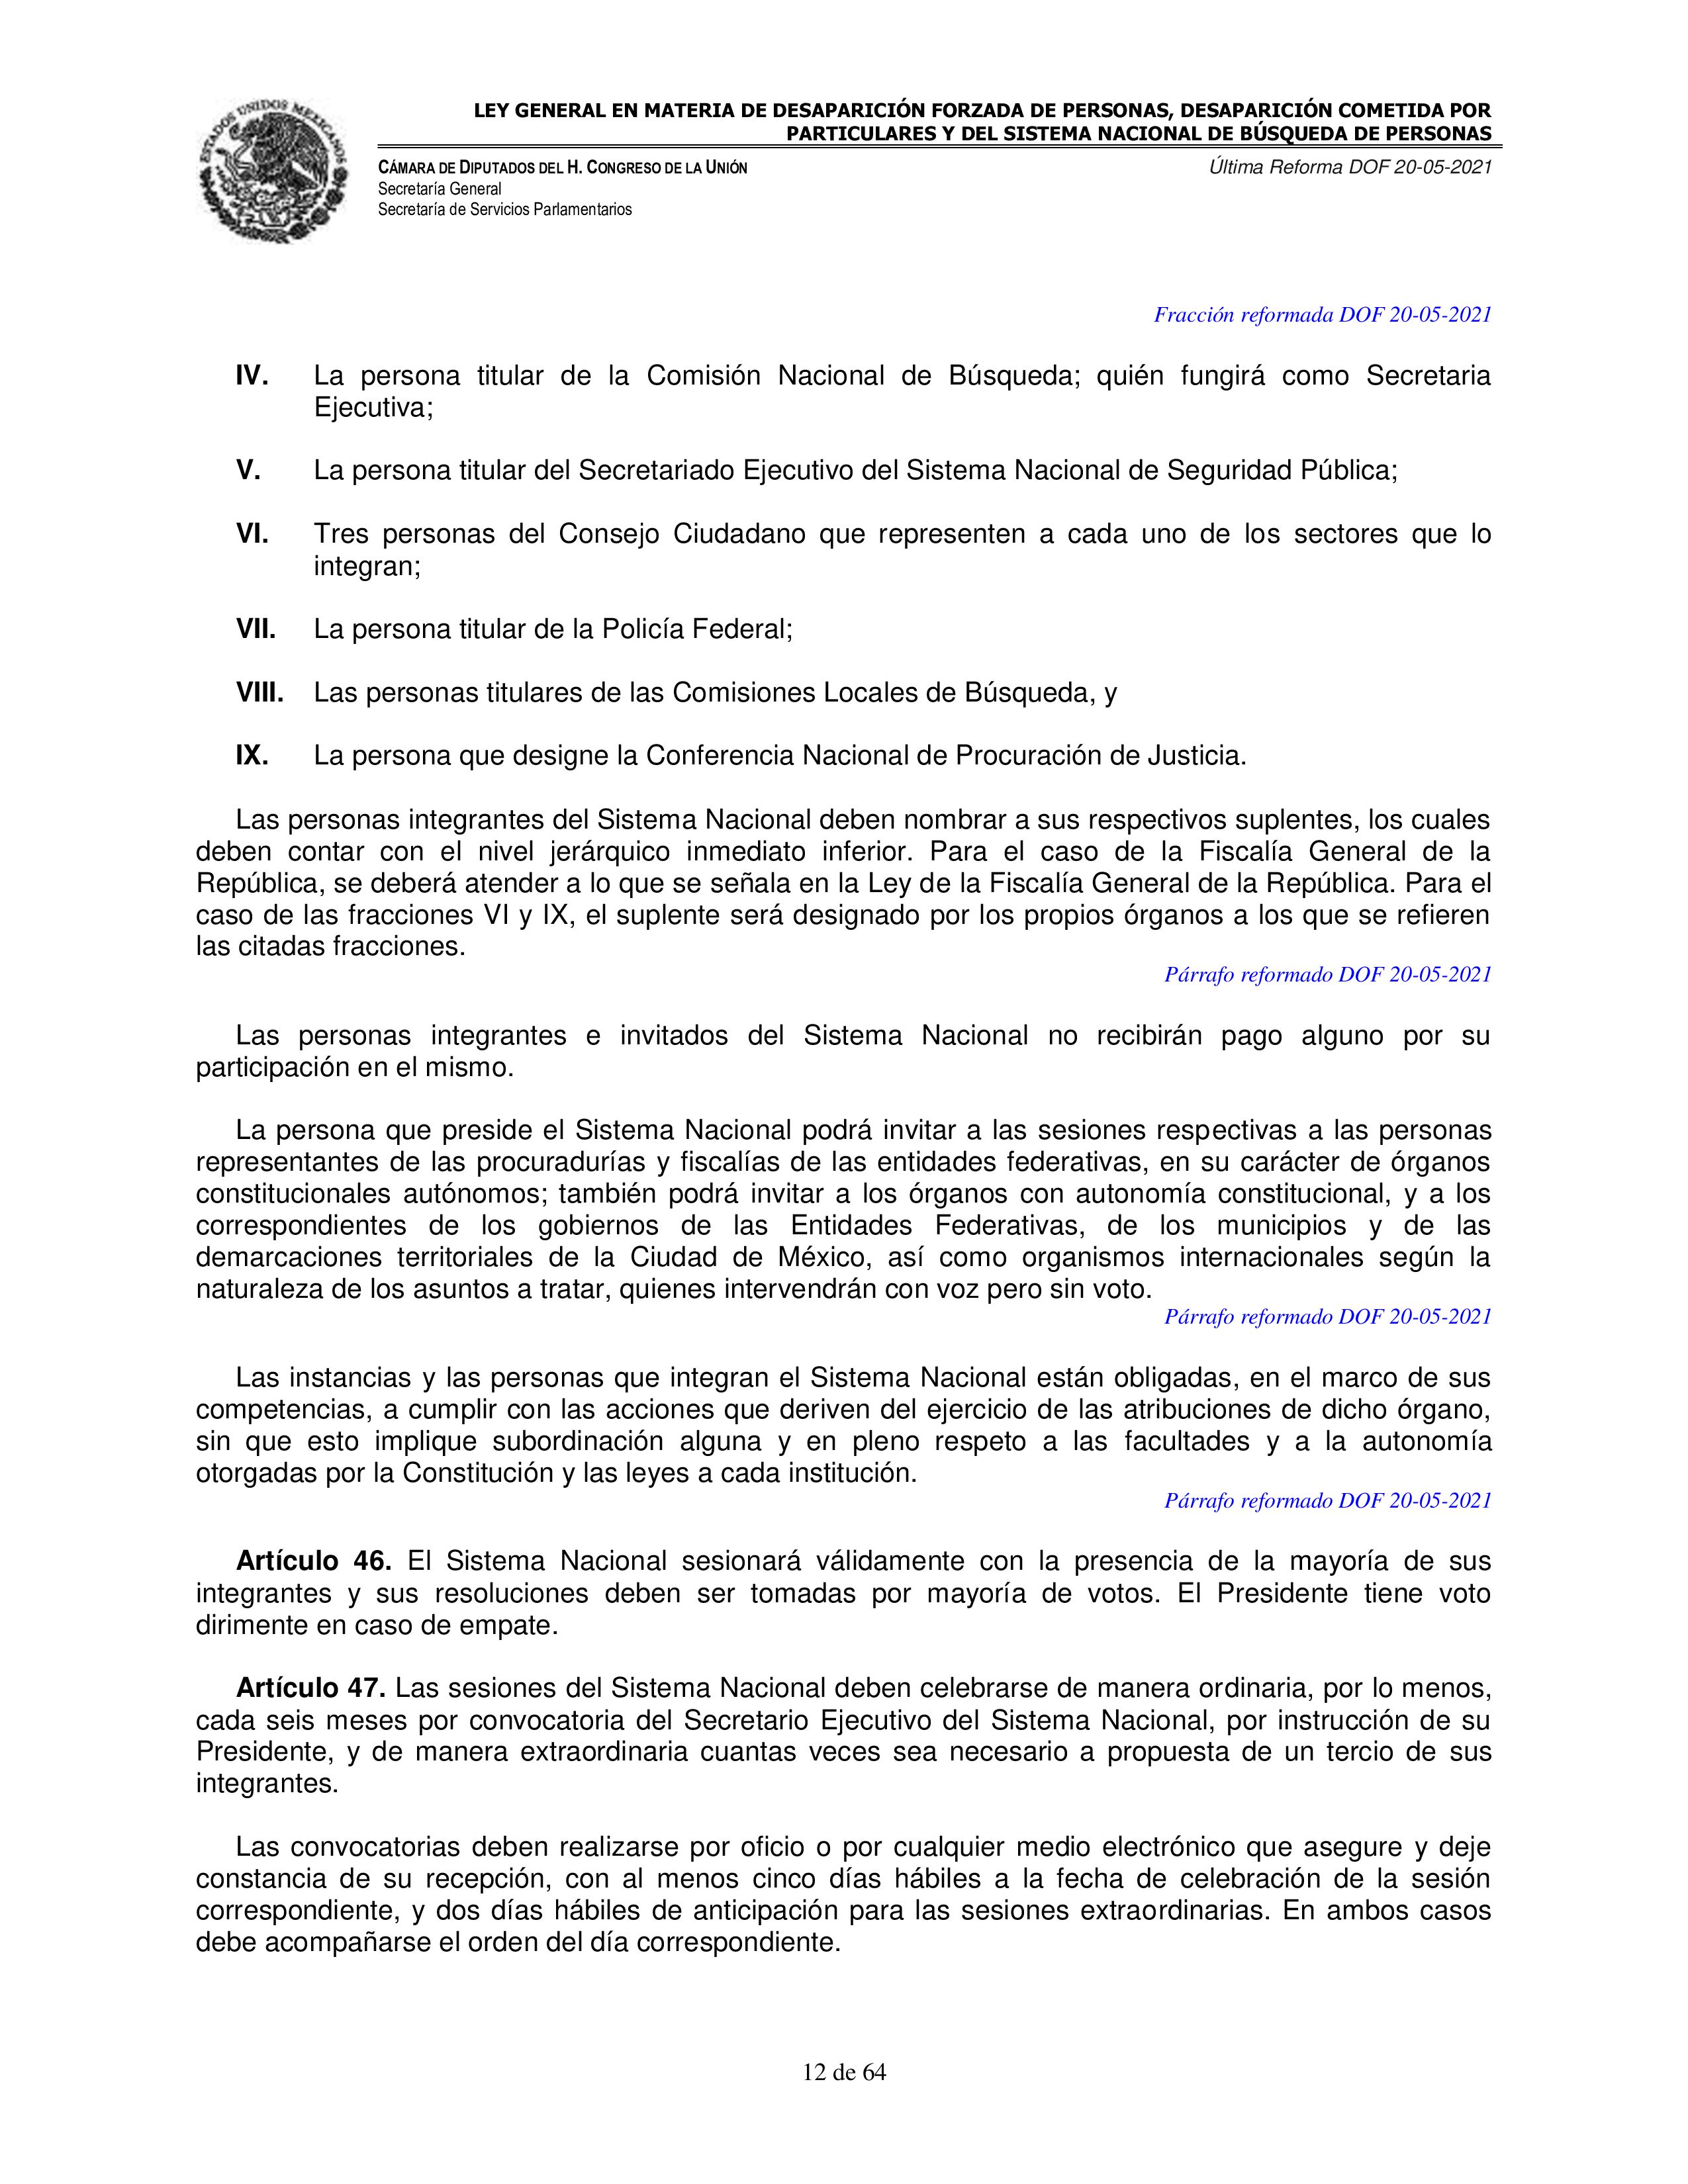 ESTADOS UNIDOS MEXICANOS
LEY GENERAL EN MATERIA DE DESAPARICIÓN FORZADA DE PERSONAS, DESAPARICIÓN COMETIDA POR
PARTICULARES Y DEL SISTEMA NACIONAL DE BÚSQUEDA DE PERSONAS
CÁMARA DE DIPUTADOS DEL H. CONGRESO DE LA UNIÓN
Última Reforma DOF 20-05-2021
Secretaría General
Secretaría de Servicios Parlamentarios
Fracción reformada DOF 20-05-2021
IV. La persona titular de la Comisión Nacional de Búsqueda; quién fungirá como Secretaria
Ejecutiva;
V. La persona titular del Secretariado Ejecutivo del Sistema Nacional de Seguridad Pública;
VI. Tres personas del Consejo Ciudadano que representen a cada uno de los sectores que lo
integran;
VII. La persona titular de la Policía Federal;
VIII. Las personas titulares de las Comisiones Locales de Búsqueda, y
IX. La persona que designe la Conferencia Nacional de Procuración de Justicia.
Las personas integrantes del Sistema Nacional deben nombrar a sus respectivos suplentes, los cuales
deben contar con el nivel jerárquico inmediato inferior. Para el caso de la Fiscalía General de la
República, se deberá atender a lo que se señala en la Ley de la Fiscalía General de la República. Para el
caso de las fracciones VI y IX, el suplente será designado por los propios órganos a los que se refieren
las citadas fracciones.
Párrafo reformado DOF 20-05-2021
Las personas integrantes e invitados del Sistema Nacional no recibirán pago alguno por su
participación en el mismo.
La persona que preside el Sistema Nacional podrá invitar a las sesiones respectivas a las personas
representantes de las procuradurías y fiscalías de las entidades federativas, en su carácter de órganos
constitucionales autónomos; también podrá invitar a los órganos con autonomía constitucional, y a los
correspondientes de los gobiernos de las Entidades Federativas, de los municipios y de las
demarcaciones territoriales de la Ciudad de México, así como organismos internacionales según la
naturaleza de los asuntos a tratar, quienes intervendrán con voz pero sin voto.
Párrafo reformado DOF 20-05-2021
Las instancias y las personas que integran el Sistema Nacional están obligadas, en el marco de sus
competencias, a cumplir con las acciones que deriven del ejercicio de las atribuciones de dicho órgano,
sin que esto implique subordinación alguna y en pleno respeto a las facultades y a la autonomía
otorgadas por la Constitución y las leyes a cada institución.
Párrafo reformado DOF 20-05-2021
Artículo 46. El Sistema Nacional sesionará válidamente con la presencia de la mayoría de sus
integrantes y sus resoluciones deben ser tomadas por mayoría de votos. El Presidente tiene voto
dirimente en caso de empate.
Artículo 47. Las sesiones del Sistema Nacional deben celebrarse de manera ordinaria, por lo menos,
cada seis meses por convocatoria del Secretario Ejecutivo del Sistema Nacional, por instrucción de su
Presidente, y de manera extraordinaria cuantas veces sea necesario a propuesta de un tercio de sus
integrantes.
Las convocatorias deben realizarse por oficio o por cualquier medio electrónico que asegure y deje
constancia de su recepción, con al menos cinco días hábiles a la fecha de celebración de la sesión
correspondiente, y dos días hábiles de anticipación para las sesiones extraordinarias. En ambos casos
debe acompañarse el orden del día correspondiente.
12 de 64